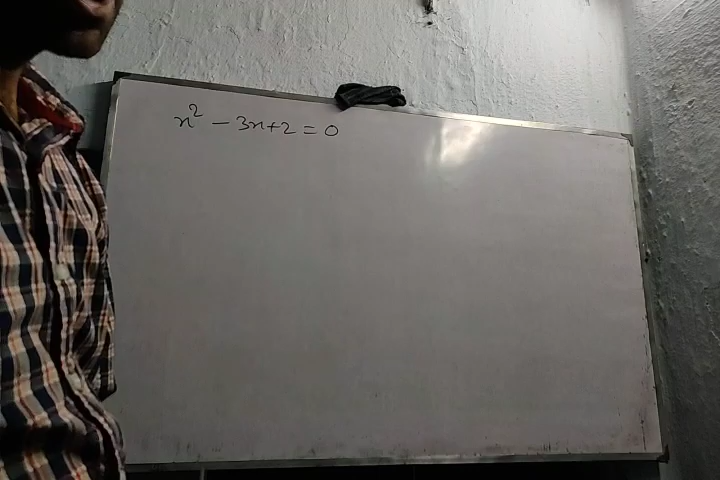 x² - 3x+2 = 0